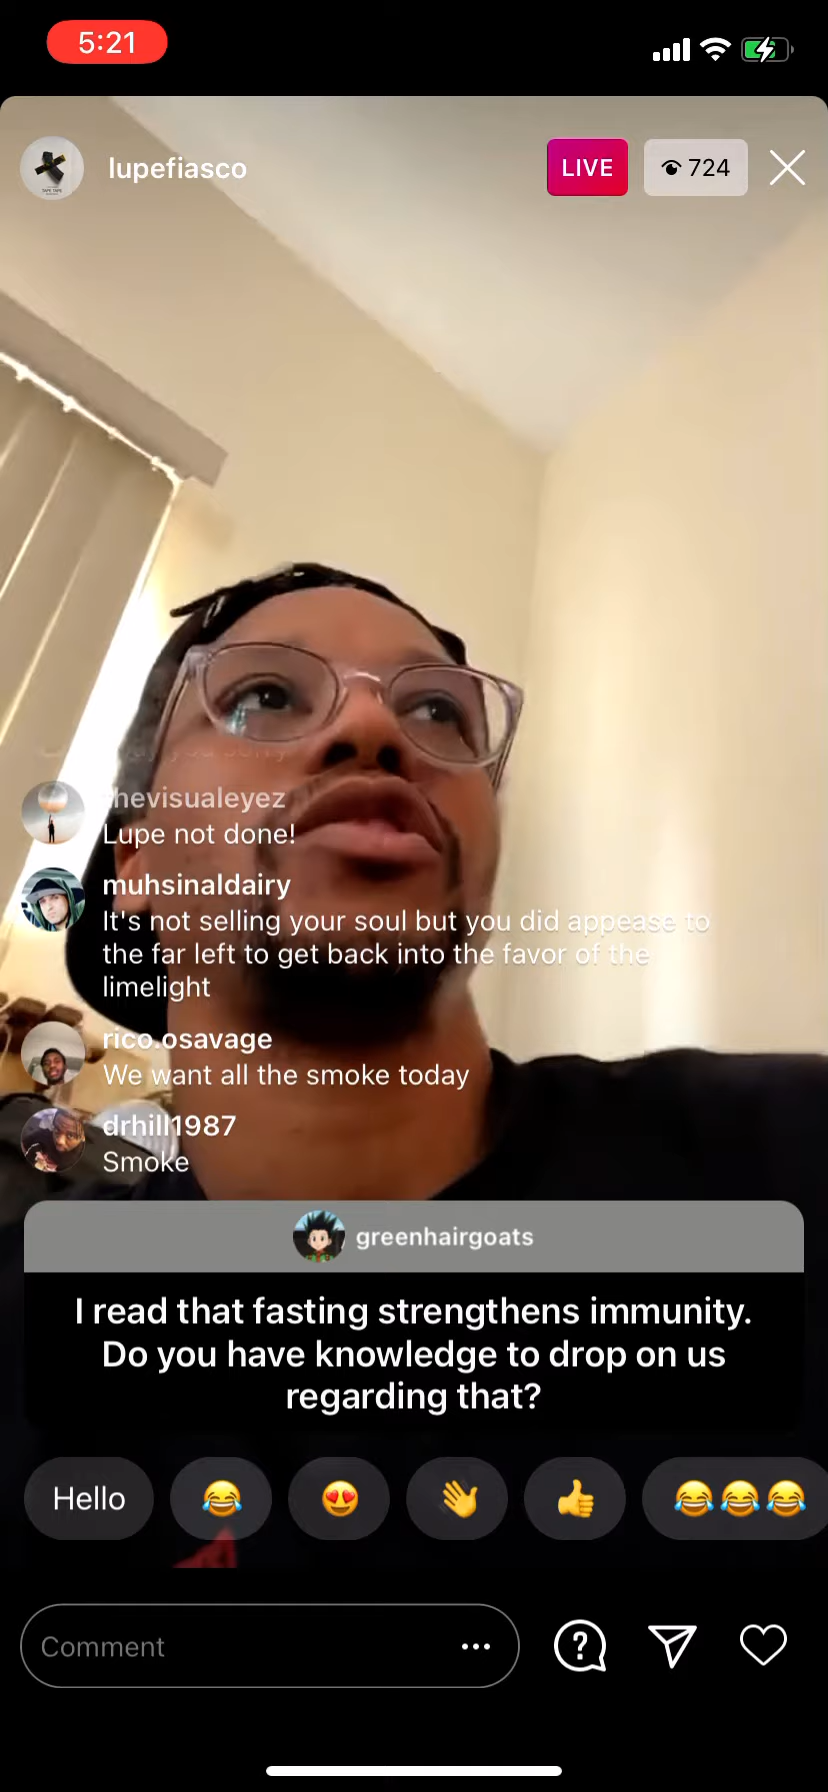 5:21
lupefiasco
LIVE
724
hevisualeyez
Lupe not done!
muhsinaldairy
It's not selling your soul but you did appease to
the far left to get back into the favor of the
limelight
rico.osavage
We want all the smoke today
drhill1987
Smoke
greenhairgoats
I read that fasting strengthens immunity.
Do you have knowledge to drop on us
regarding that?
Hello
Comment